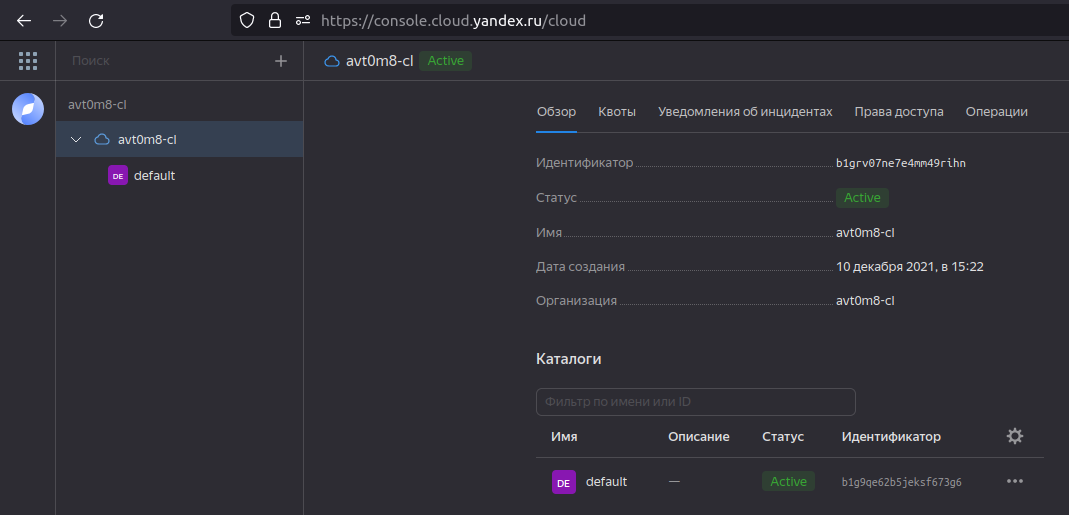 https://console.cloud.yandex.ru/cloud
Поиск
avt0m8-cl Active
avt0m8-cl
avt0m8-cl
DE default
Обзор Квоты Уведомления об инцидентах Права доступа Операции
Идентификатор b1grv07ne7e4mm49rihn
Статус Active
Имя avt0m8-cl
Дата создания 10 декабря 2021, в 15:22
Организация avt0m8-cl
Каталоги
Фильтр по имени или ID
Имя Описание Статус Идентификатор
DE default — Active b1g9qe62b5jeksf673g6